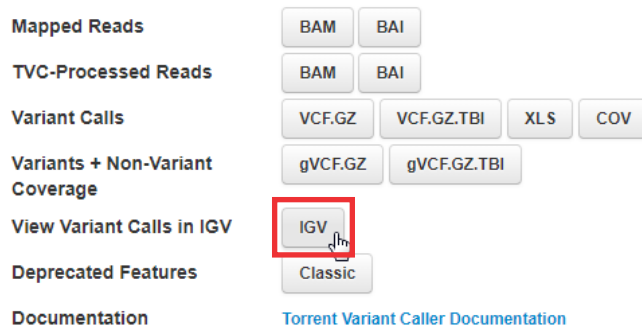 Mapped Reads BAM BAI
TVC-Processed Reads BAM BAI
Variant Calls VCF.GZ VCF.GZ.TBI XLS COV
Variants + Non-Variant gVCF.GZ gVCF.GZ.TBI
Coverage
View Variant Calls in IGV IGV
Deprecated Features Classic
Documentation Torrent Variant Caller Documentation